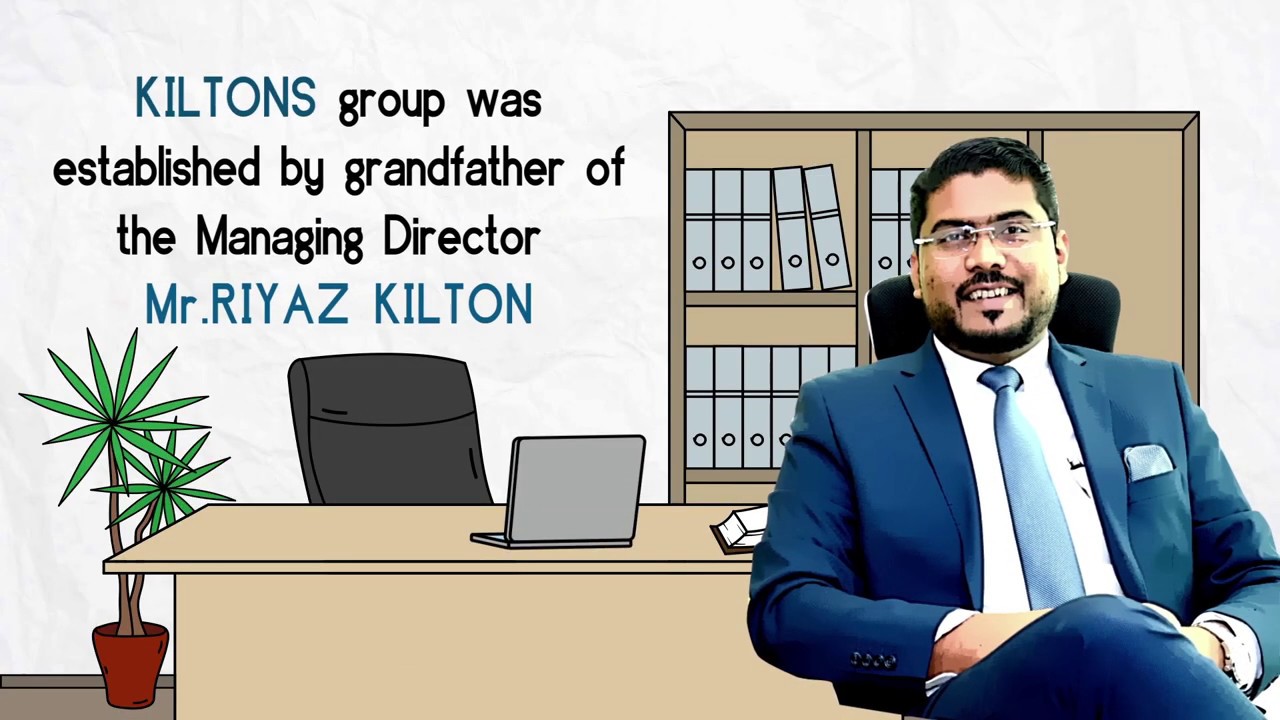 KILTONS group was
established by grandfather of
the Managing Director
Mr.RIYAZ KILTON